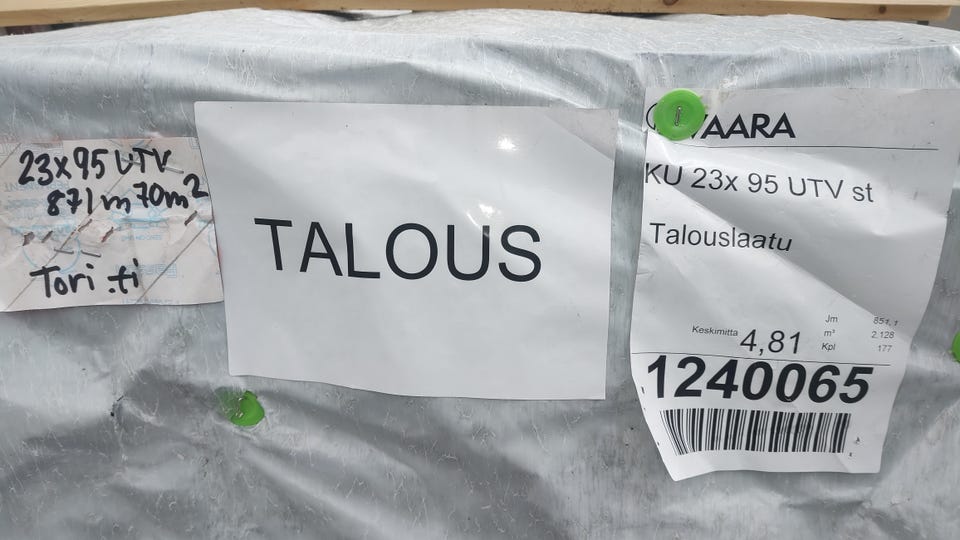 23x95 UTV
871m 70m2
Tori .ti
TALOUS
VAARA
KU 23x 95 UTV st
Talouslaatu
Keskimitta 4,81
Jm 851,1
m³ 2,128
Kpl 177
1240065